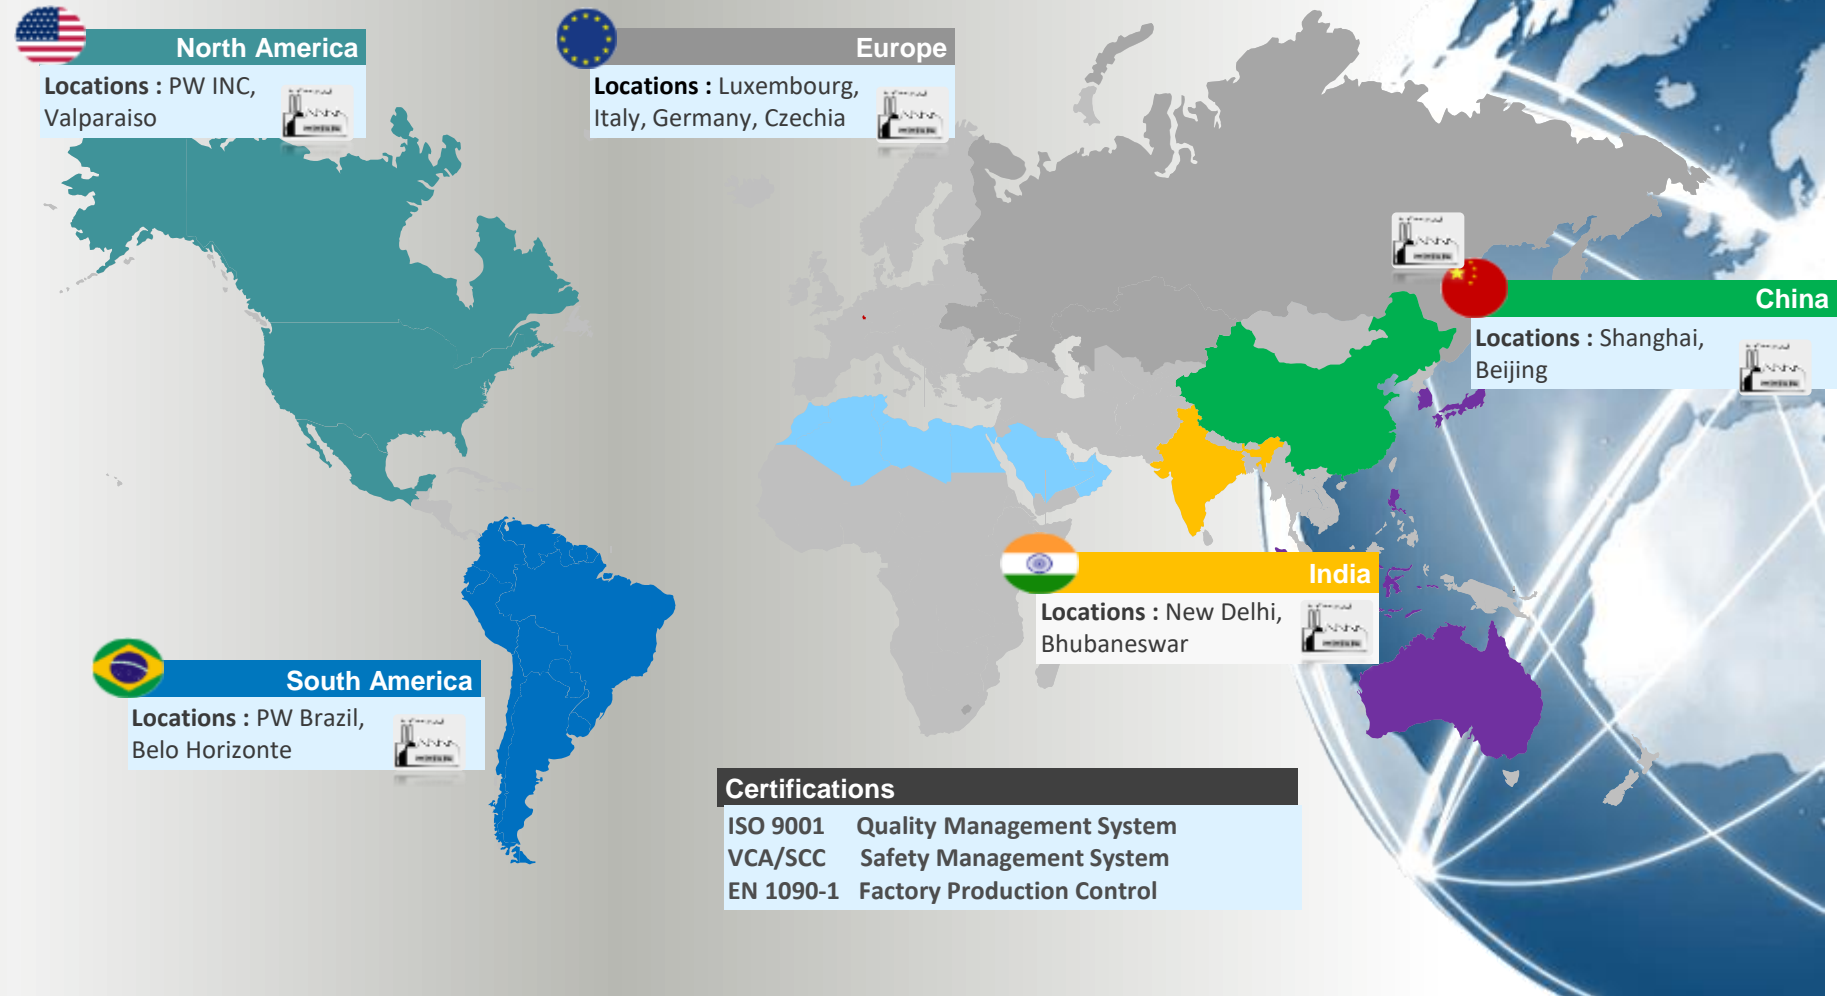 North America
Locations : PW INC,
Valparaiso
Europe
Locations : Luxembourg,
Italy, Germany, Czechia
China
Locations : Shanghai,
Beijing
India
Locations : New Delhi,
Bhubaneswar
South America
Locations : PW Brazil,
Belo Horizonte
Certifications
ISO 9001 Quality Management System
VCA/SCC Safety Management System
EN 1090-1 Factory Production Control